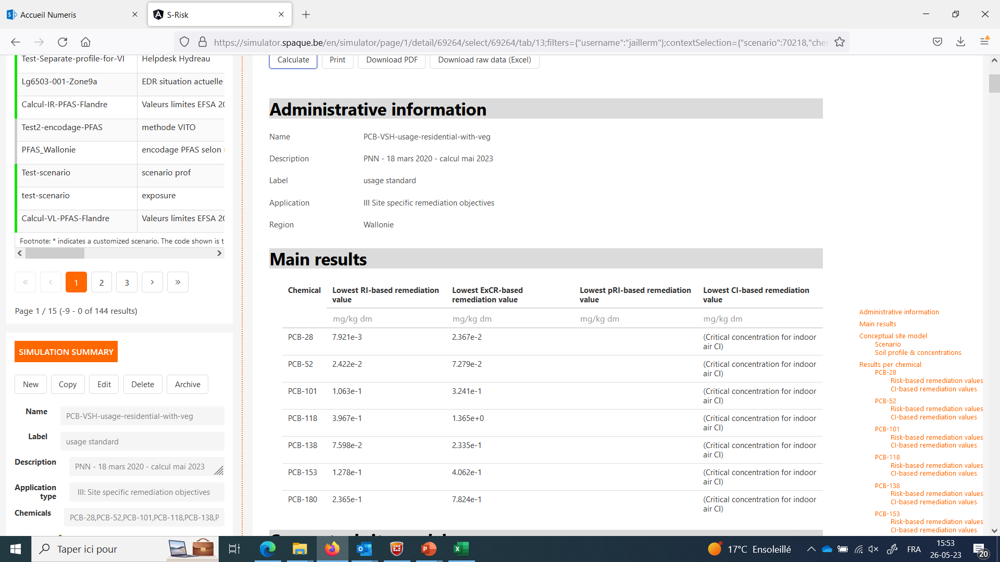 Accueil Numeris
S-Risk
https://simulator.spaque.be/en/simulator/page/1/detail/69264/select/69264/tab/13;filters={"username":"jaillerm"};contextSelection={"scenario":70218,"che
Test-Separate-profile-for-VI Helpdesk Hydreau
Lg6503-001-Zone9a EDR situation actuelle
Calcul-IR-PFAS-Flandre Valeurs limites EFSA 20
Test2-encodage-PFAS methode VITO
PFAS_Wallonie encodage PFAS selon
Test-scenario scenario prof
test-scenario exposure
Calcul-VL-PFAS-Flandre Valeurs limites EFSA 20
Footnote: * indicates a customized scenario. The code shown is t
« ‹ 1 2 3 › »
Page 1 / 15 (-9 - 0 of 144 results)
SIMULATION SUMMARY
New Copy Edit Delete Archive
Name PCB-VSH-usage-residential-with-veg
Label usage standard
Description PNN - 18 mars 2020 - calcul mai 2023
Application
type III: Site specific remediation objectives
Chemicals PCB-28,PCB-52,PCB-101,PCB-118,PCB-138,P
Calculate Print Download PDF Download raw data (Excel)
Administrative information
Name PCB-VSH-usage-residential-with-veg
Description PNN - 18 mars 2020 - calcul mai 2023
Label usage standard
Application III Site specific remediation objectives
Region Wallonie
Main results
Chemical Lowest RI-based remediation Lowest ExCR-based Lowest pRI-based remediation Lowest CI-based remediation
value remediation value value value
mg/kg dm mg/kg dm mg/kg dm mg/kg dm
PCB-28 7.921e-3 2.367e-2 (Critical concentration for indoor
air CI)
PCB-52 2.422e-2 7.279e-2 (Critical concentration for indoor
air CI)
PCB-101 1.063e-1 3.241e-1 (Critical concentration for indoor
air CI)
PCB-118 3.967e-1 1.365e+0 (Critical concentration for indoor
air CI)
PCB-138 7.598e-2 2.335e-1 (Critical concentration for indoor
air CI)
PCB-153 1.278e-1 4.062e-1 (Critical concentration for indoor
air CI)
PCB-180 2.365e-1 7.824e-1 (Critical concentration for indoor
air CI)
Administrative information
Main results
Conceptual site model
Scenario
Soil profile & concentrations
Results per chemical
PCB-28
Risk-based remediation values
CI-based remediation values
PCB-52
Risk-based remediation values
CI-based remediation values
PCB-101
Risk-based remediation values
CI-based remediation values
PCB-118
Risk-based remediation values
CI-based remediation values
PCB-138
Risk-based remediation values
CI-based remediation values
PCB-153
Risk-based remediation values
CI-based remediation values
Taper ici pour
17°C Ensoleillé
FRA
15:53
26-05-23
20